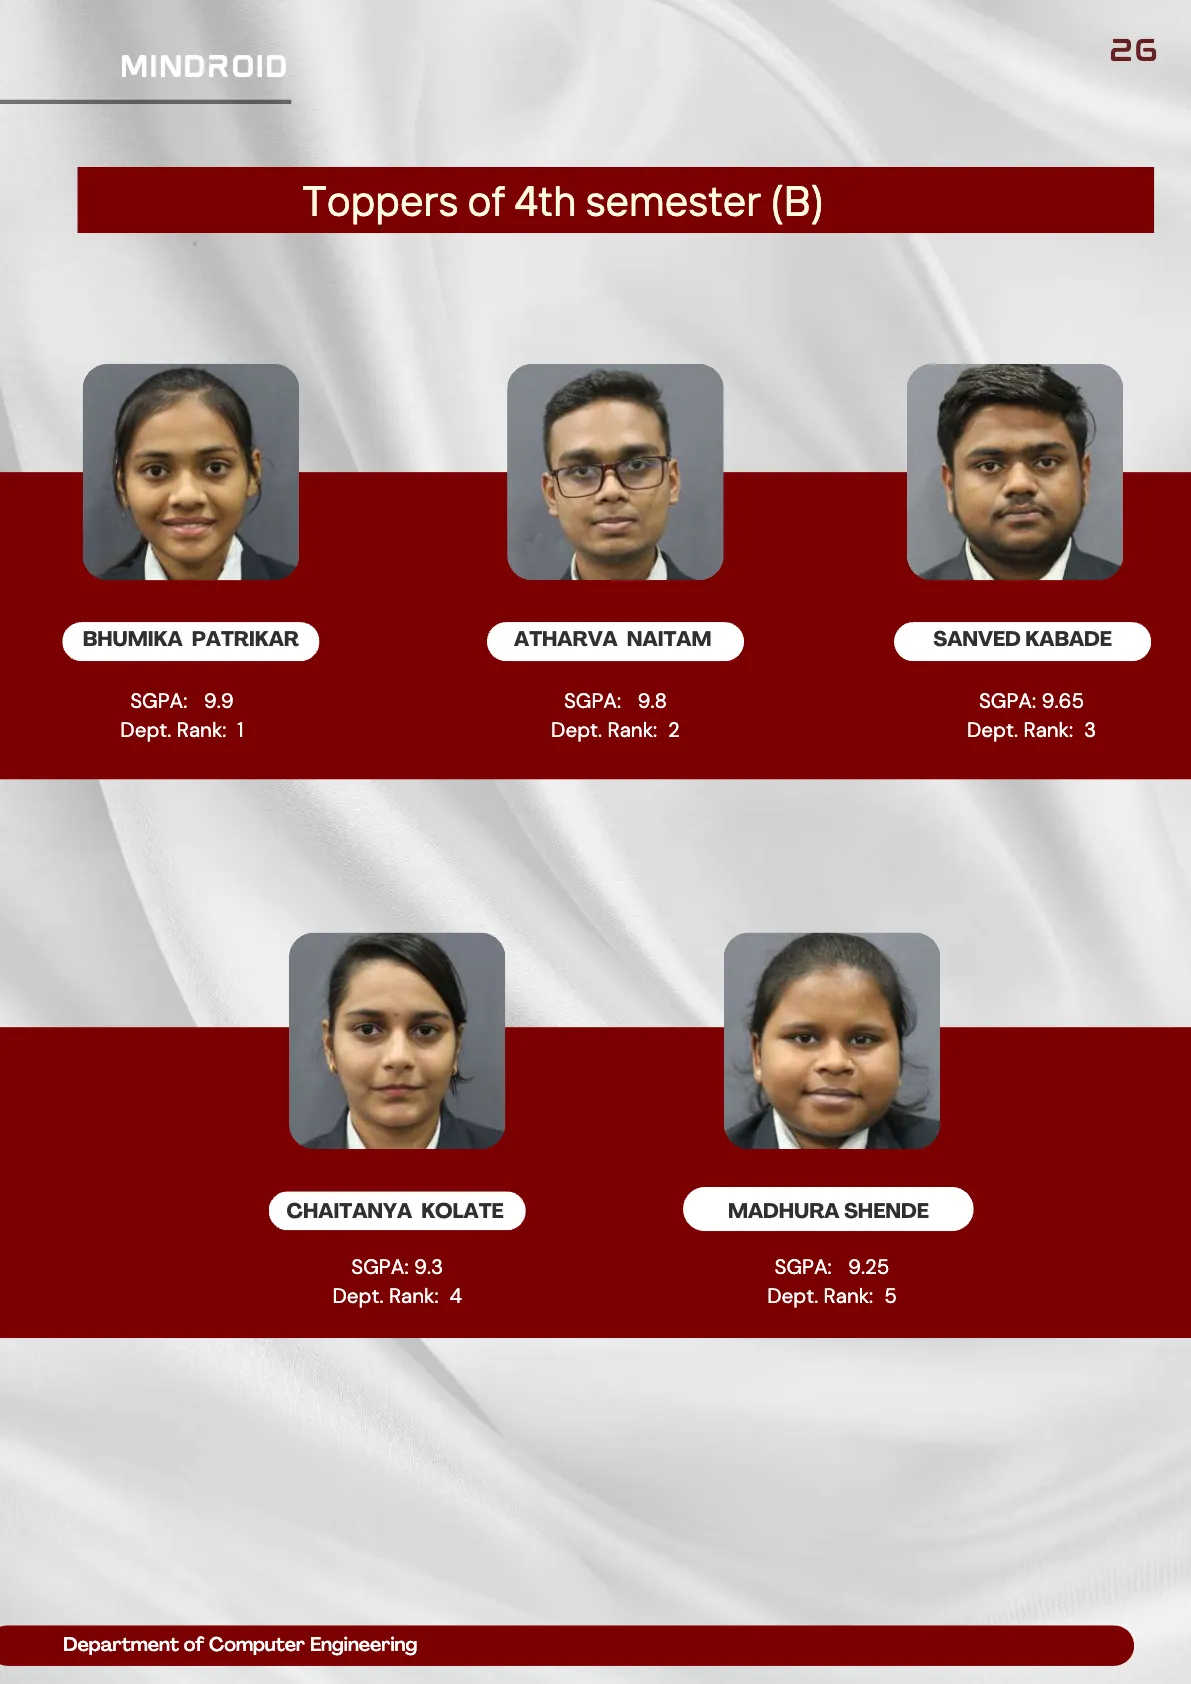 MINDROID
26
Toppers of 4th semester (B)
BHUMIKA PATRIKAR
SGPA: 9.9
Dept. Rank: 1
ATHARVA NAITAM
SGPA: 9.8
Dept. Rank: 2
SANVED KABADE
SGPA: 9.65
Dept. Rank: 3
CHAITANYA KOLATE
SGPA: 9.3
Dept. Rank: 4
MADHURA SHENDE
SGPA: 9.25
Dept. Rank: 5
Department of Computer Engineering